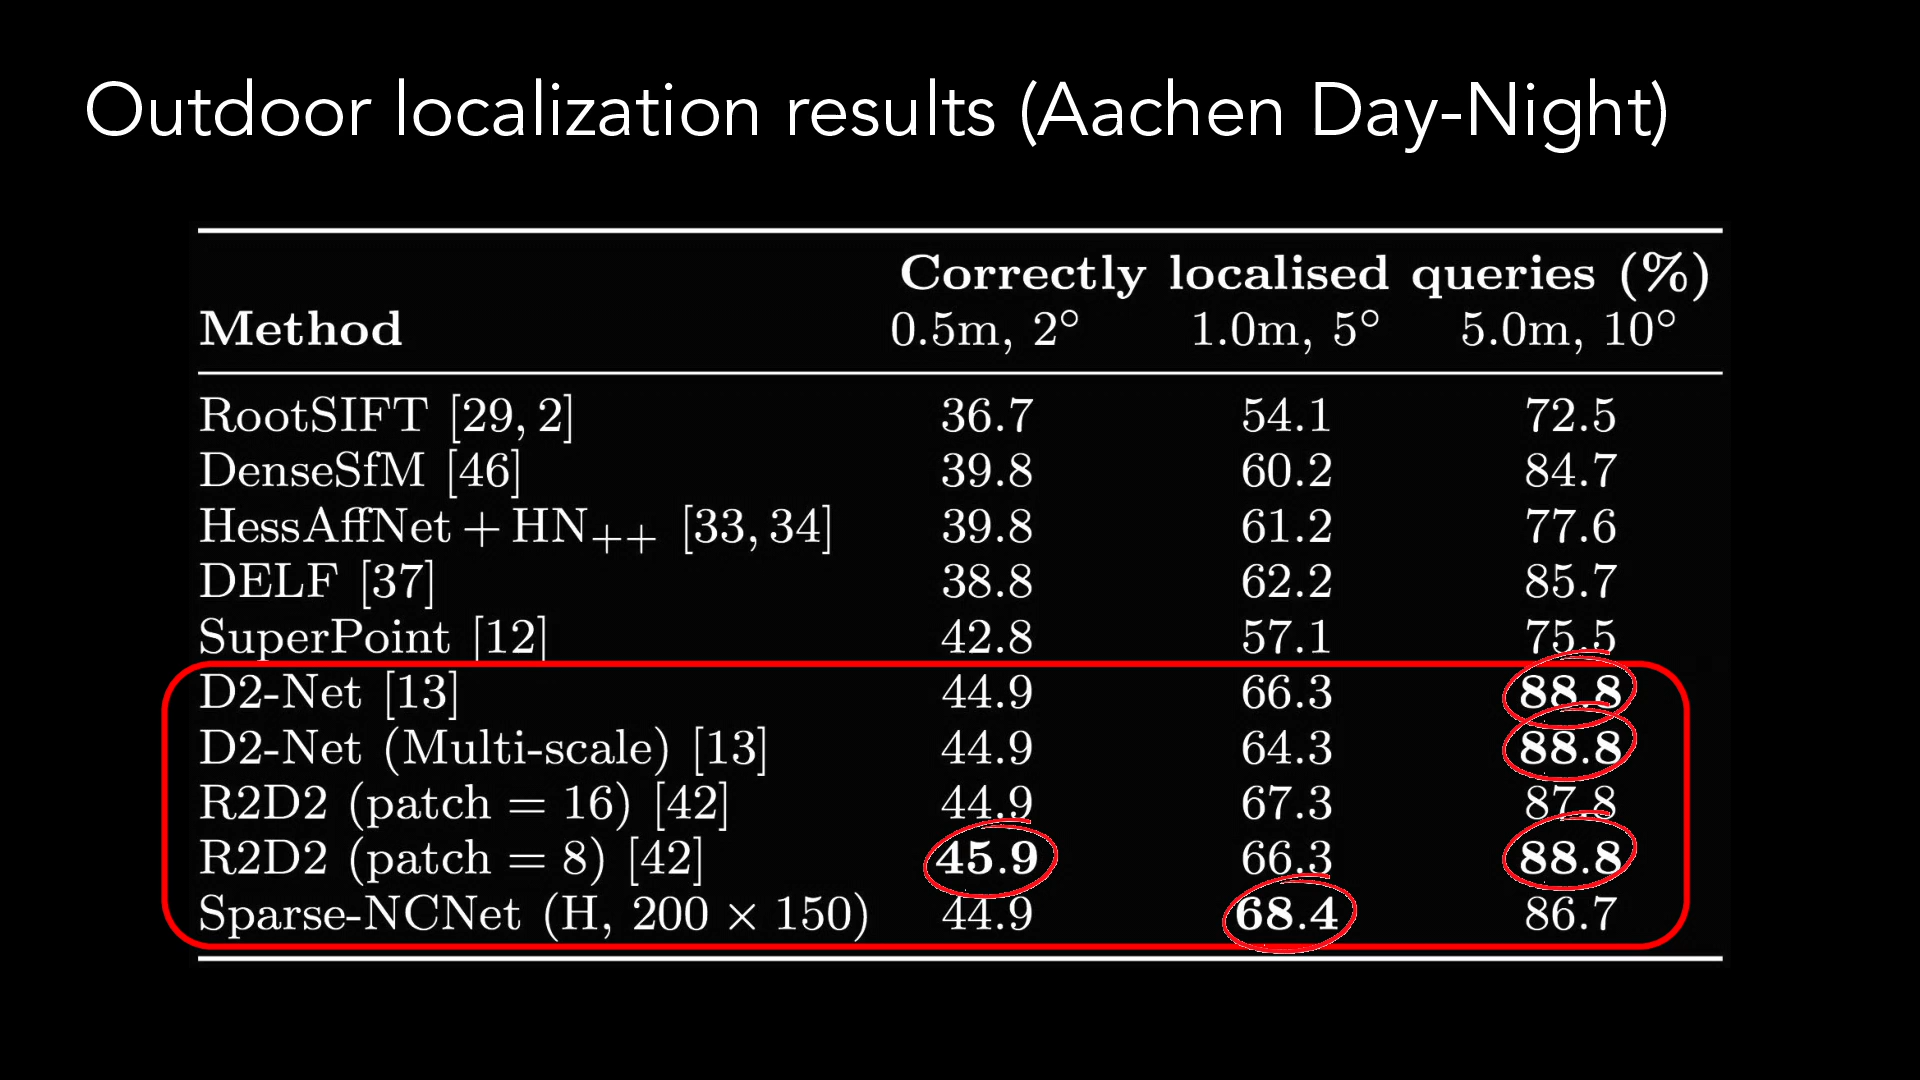 Outdoor localization results (Aachen Day-Night)
Correctly localised queries (%)
Method 0.5m, 2° 1.0m, 5° 5.0m, 10°
RootSIFT [29, 2] 36.7 54.1 72.5
DenseSfM [46] 39.8 60.2 84.7
HessAffNet + HN++ [33, 34] 39.8 61.2 77.6
DELF [37] 38.8 62.2 85.7
SuperPoint [12] 42.8 57.1 75.5
D2-Net [13] 44.9 66.3 88.8
D2-Net (Multi-scale) [13] 44.9 64.3 88.8
R2D2 (patch = 16) [42] 44.9 67.3 87.8
R2D2 (patch = 8) [42] 45.9 66.3 88.8
Sparse-NCNet (H, 200 × 150) 44.9 68.4 86.7